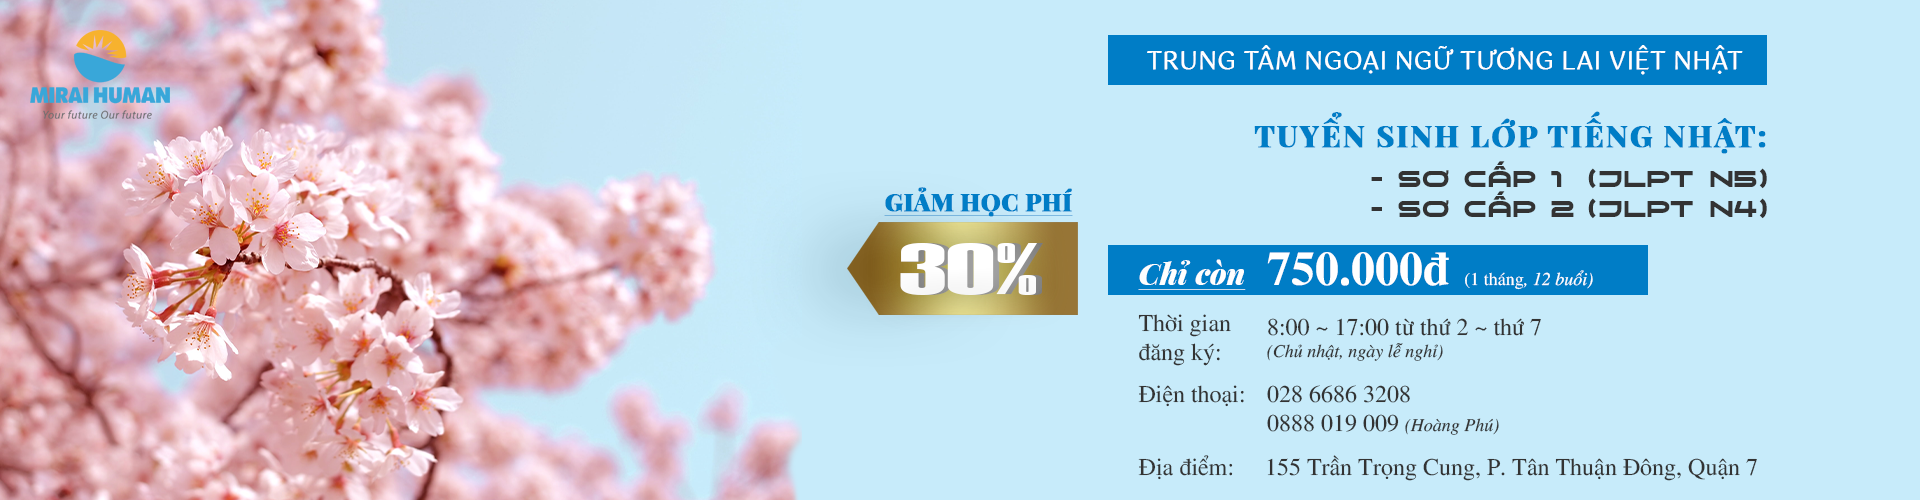 MIRAI HUMAN
Your future Our future
TRUNG TÂM NGOẠI NGỮ TƯƠNG LAI VIỆT NHẬT
TUYỂN SINH LỚP TIẾNG NHẬT:
- SƠ CẤP 1 (JLPT N5)
- SƠ CẤP 2 (JLPT N4)
GIẢM HỌC PHÍ
30%
Chỉ còn 750.000đ (1 tháng, 12 buổi)
Thời gian đăng ký: 8:00 ~ 17:00 từ thứ 2 ~ thứ 7
(Chủ nhật, ngày lễ nghỉ)
Điện thoại: 028 6686 3208
0888 019 009 (Hoàng Phú)
Địa điểm: 155 Trần Trọng Cung, P. Tân Thuận Đông, Quận 7